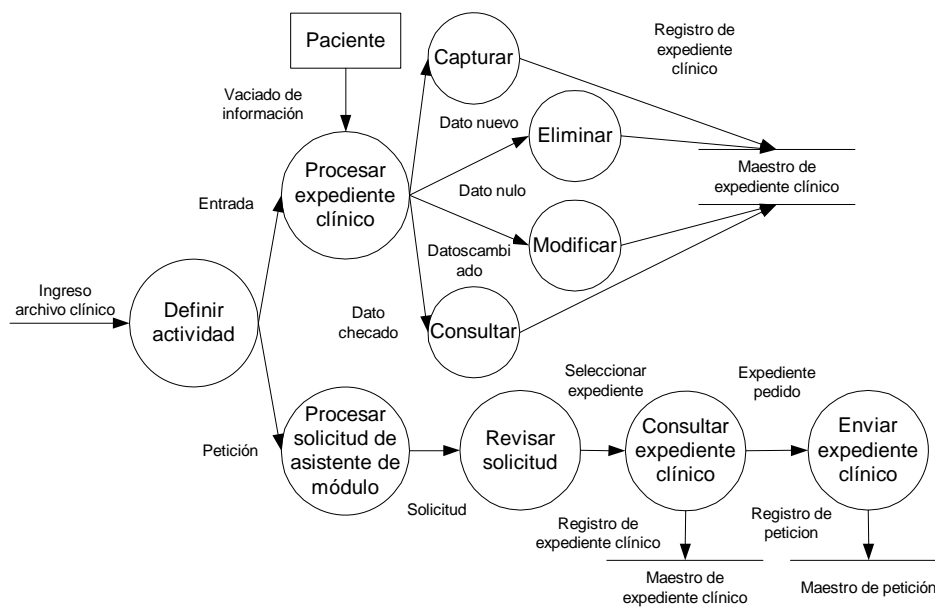 Paciente
Vaciado de
información
Capturar
Registro de
expediente
clínico
Dato nuevo
Eliminar
Maestro de
expediente clínico
Procesar
expediente
clínico
Entrada
Dato nulo
Datoscambi
ado
Modificar
Ingreso
archivo clínico
Definir
actividad
Dato
checado
Consultar
Petición
Procesar
solicitud de
asistente de
módulo
Solicitud
Revisar
solicitud
Seleccionar
expediente
Consultar
expediente
clínico
Expediente
pedido
Enviar
expediente
clínico
Registro de
expediente clínico
Maestro de
expediente clínico
Registro de
peticion
Maestro de petición